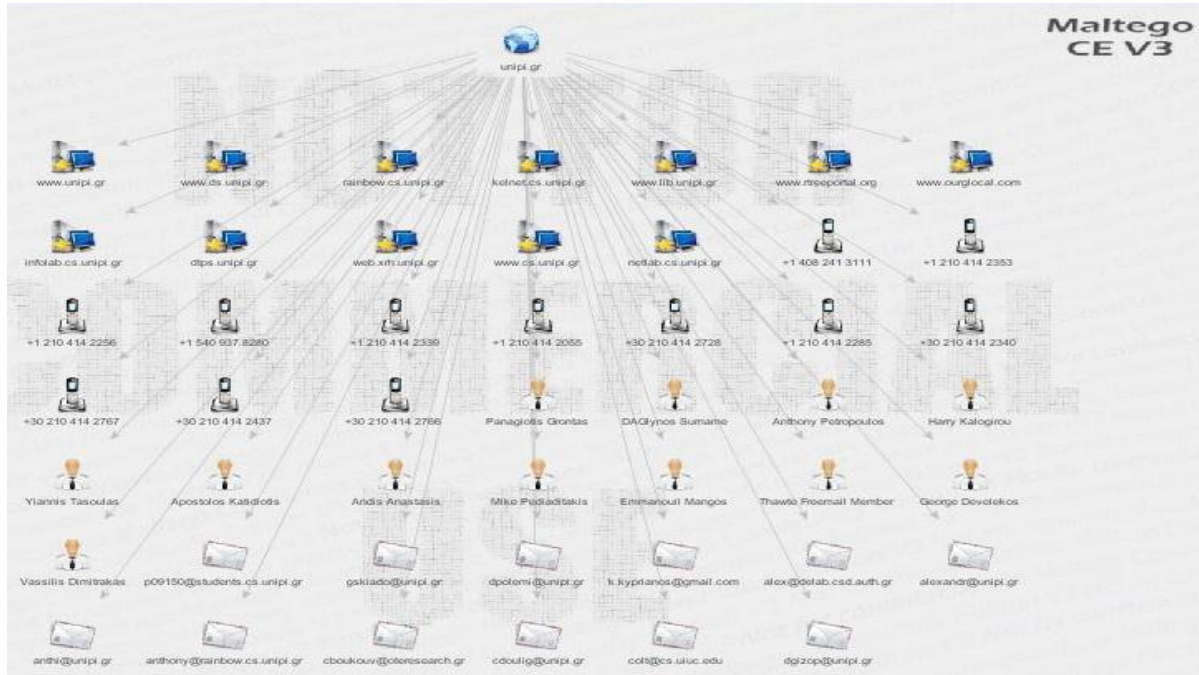 Maltego
CE V3
unipi.gr
www.unipi.gr www.ds.unipi.gr rainbow.cs.unipi.gr kelnet.cs.unipi.gr www.lib.unipi.gr www.rtreeportal.org www.ourglocal.com
infolab.cs.unipi.gr dtps.unipi.gr web.xrh.unipi.gr www.cs.unipi.gr netlab.cs.unipi.gr +1 408 241 3111 +1 210 414 2353
+1 210 414 2256 +1 540 937 8280 +1 210 414 2339 +1 210 414 2055 +30 210 414 2728 +1 210 414 2285 +30 210 414 2340
+30 210 414 2767 +30 210 414 2437 +30 210 414 2766 Panagiotis Grontas DAGlynos Surname Anthony Petropoulos Harry Kalogirou
Yiannis Tasoulas Apostolos Katidiotis Aridis Anastasis Mike Pediaditakis Emmanouil Mangos Thawte Freemail Member George Develekos
Vassilis Dimitrakas p09150@students.cs.unipi.gr gskiado@unipi.gr dpolemi@unipi.gr k.kyprianos@gmail.com alex@delab.csd.auth.gr alexandr@unipi.gr
anthi@unipi.gr anthony@rainbow.cs.unipi.gr cboukouv@oteresearch.gr cdoulig@unipi.gr colt@cs.uiuc.edu dgizop@unipi.gr
NOT FOR
COMMERCIAL
USE